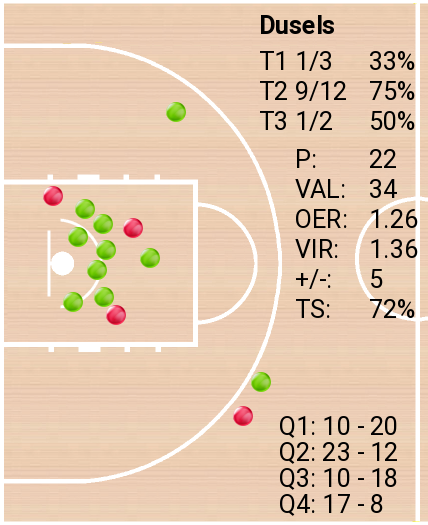 Dusels
T1 1/3 33%
T2 9/12 75%
T3 1/2 50%
P: 22
VAL: 34
OER: 1.26
VIR: 1.36
+/-: 5
TS: 72%
Q1: 10 - 20
Q2: 23 - 12
Q3: 10 - 18
Q4: 17 - 8